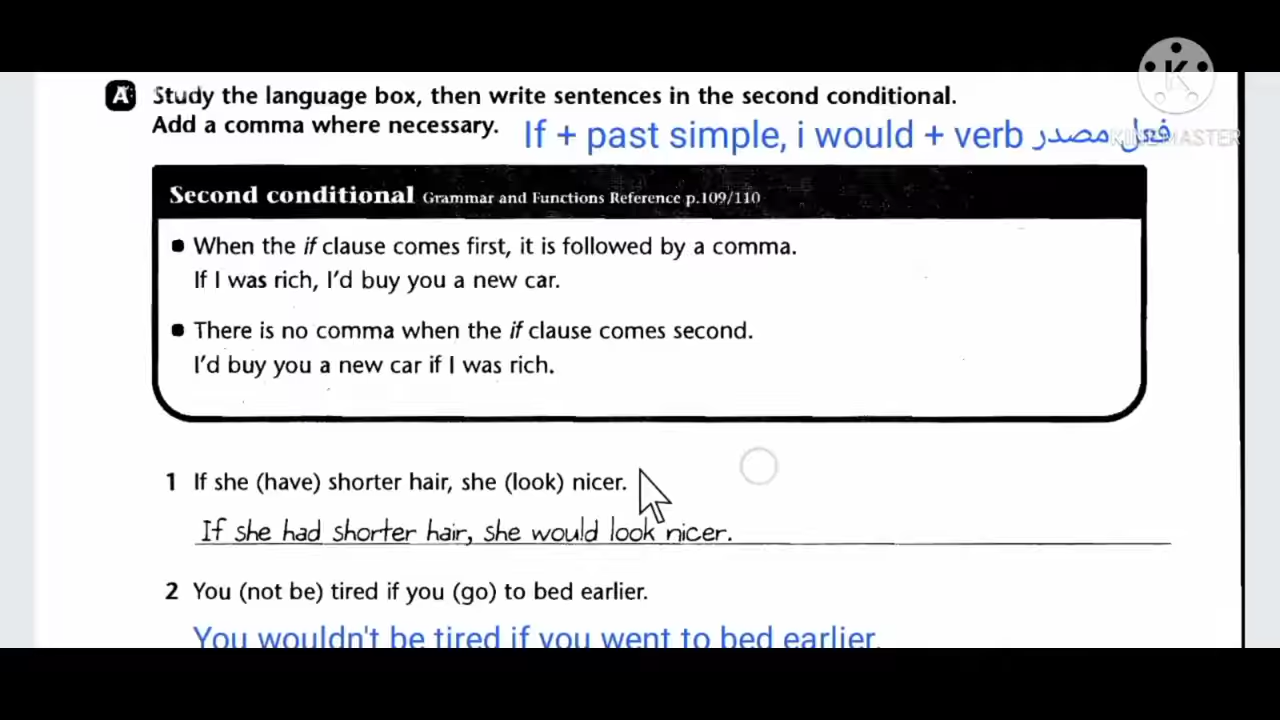 A Study the language box, then write sentences in the second conditional.
Add a comma where necessary. If + past simple, i would + verb فعل مصدر
KINEMASTER
Second conditional Grammar and Functions Reference p.109/110
• When the if clause comes first, it is followed by a comma.
If I was rich, I'd buy you a new car.
• There is no comma when the if clause comes second.
I'd buy you a new car if I was rich.
1 If she (have) shorter hair, she (look) nicer.
If she had shorter hair, she would look nicer.
2 You (not be) tired if you (go) to bed earlier.
You wouldn't be tired if you went to bed earlier.